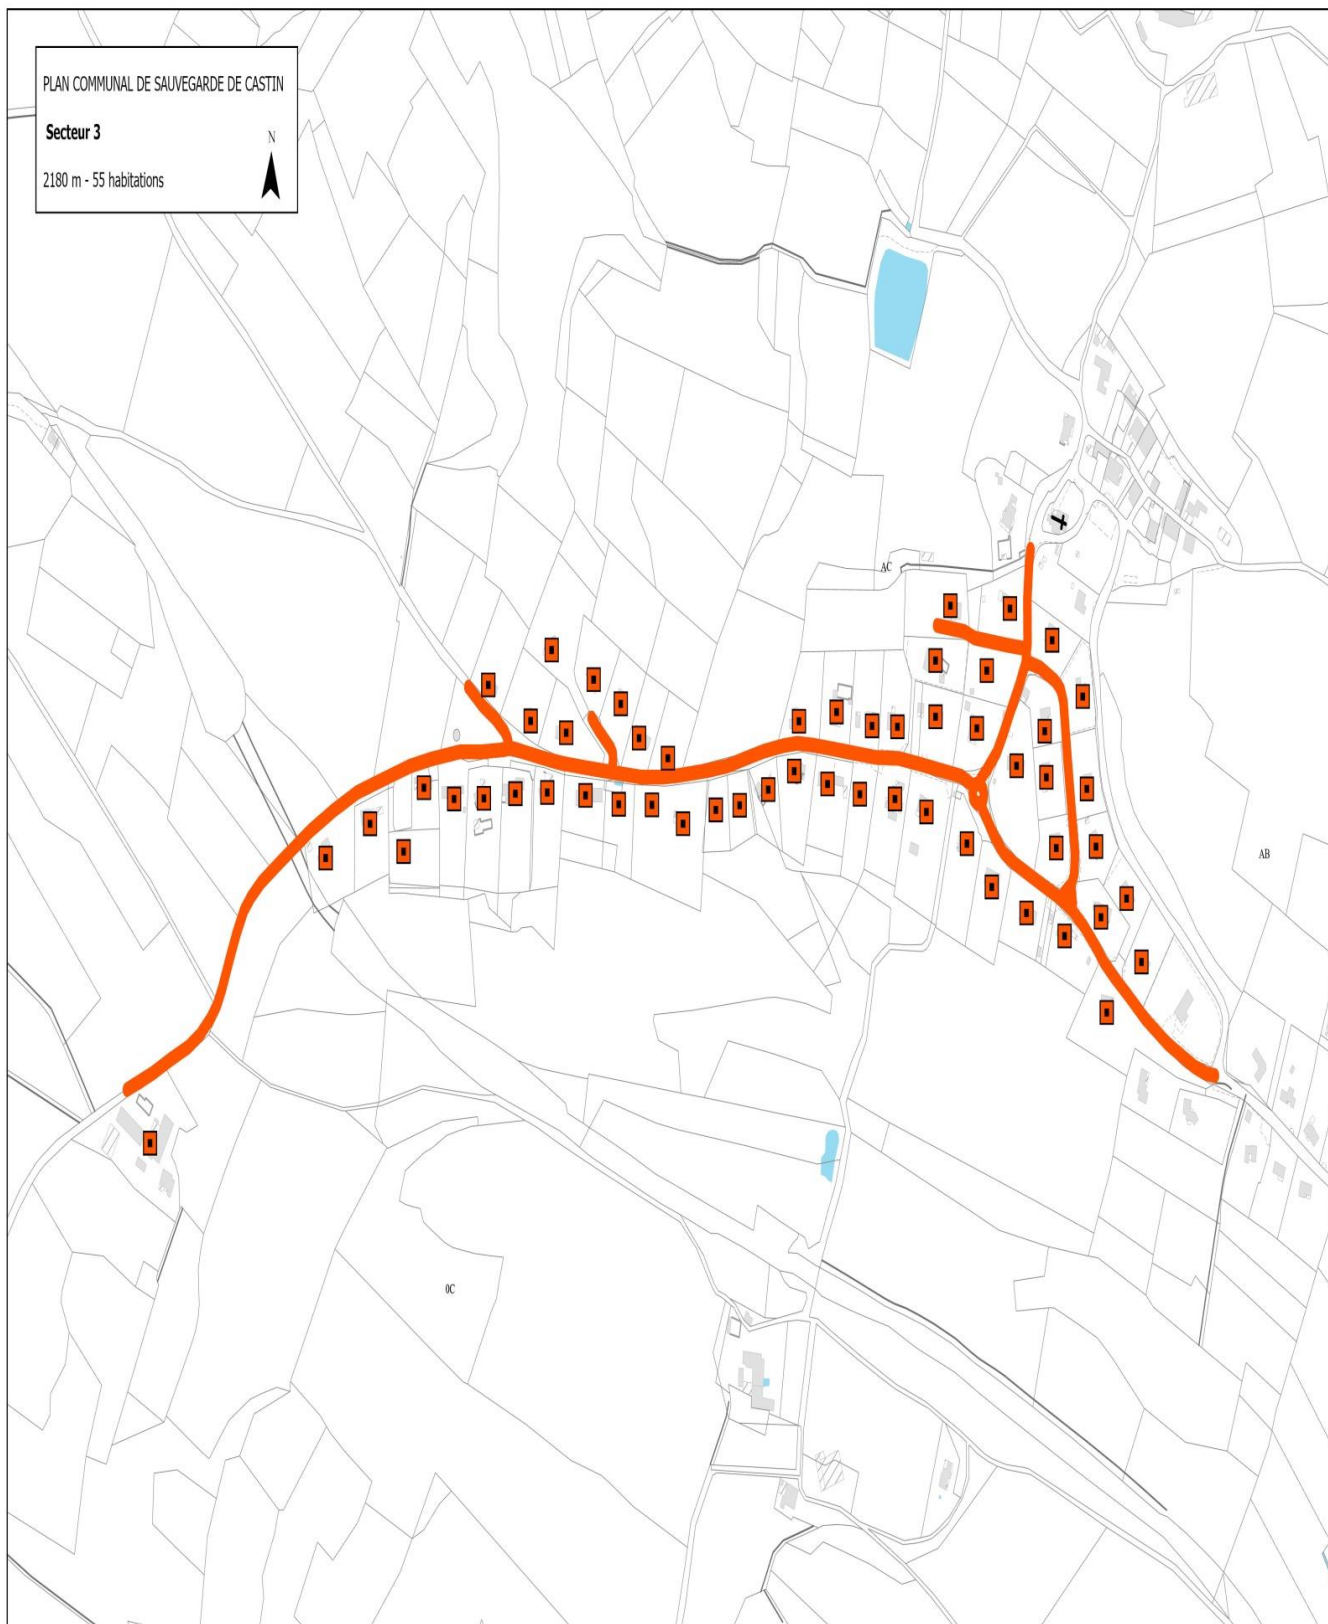 PLAN COMMUNAL DE SAUVEGARDE DE CASTIN
Secteur 3
N
2180 m - 55 habitations
AC
AB
0C